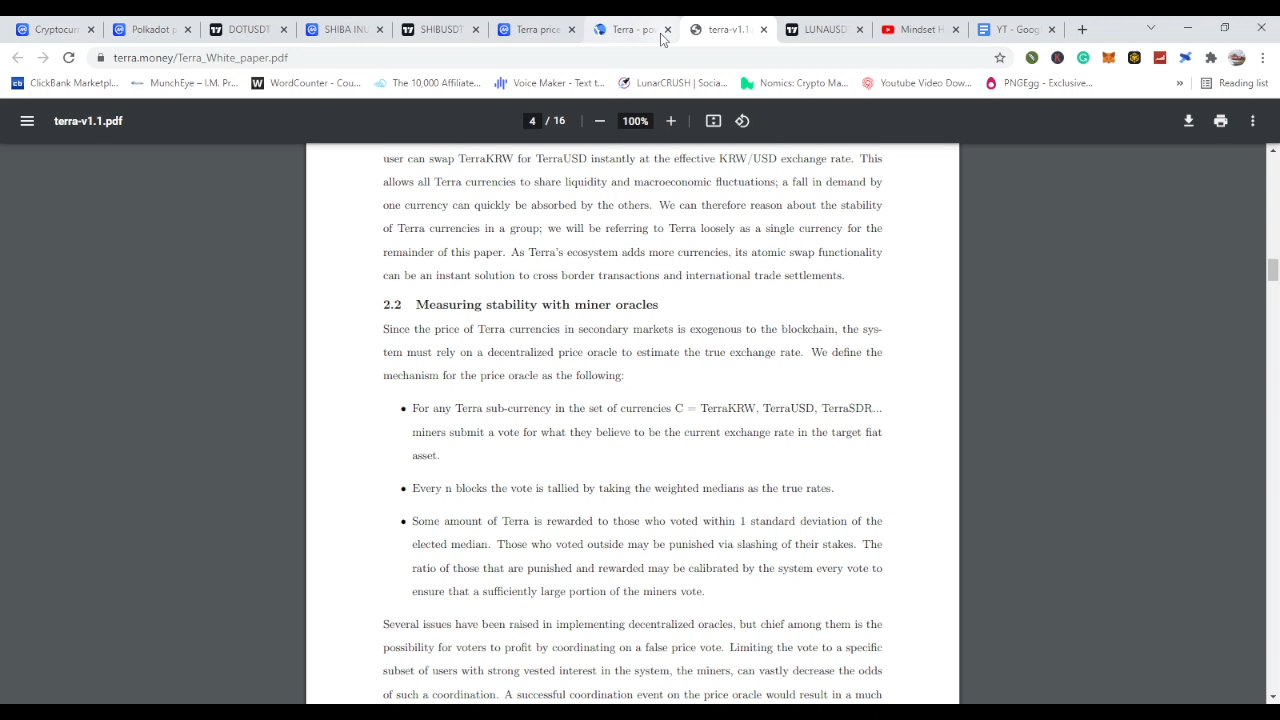 Cryptocur
Polkadot p
DOTUSDT
SHIBA INU
SHIBUSDT
Terra price
Terra - po
terra-v1.1.
LUNAUSD
Mindset H
YT - Goog
terra.money/Terra_White_paper.pdf
ClickBank Marketpl...
MunchEye – I.M. Pr...
WordCounter - Cou...
The 10,000 Affiliate...
Voice Maker - Text t...
LunarCRUSH | Socia...
Nomics: Crypto Ma...
Youtube Video Dow...
PNGEgg - Exclusive...
»
Reading list
terra-v1.1.pdf
4 / 16
100%
user can swap TerraKRW for TerraUSD instantly at the effective KRW/USD exchange rate. This
allows all Terra currencies to share liquidity and macroeconomic fluctuations; a fall in demand by
one currency can quickly be absorbed by the others. We can therefore reason about the stability
of Terra currencies in a group; we will be referring to Terra loosely as a single currency for the
remainder of this paper. As Terra's ecosystem adds more currencies, its atomic swap functionality
can be an instant solution to cross border transactions and international trade settlements.
2.2 Measuring stability with miner oracles
Since the price of Terra currencies in secondary markets is exogenous to the blockchain, the sys-
tem must rely on a decentralized price oracle to estimate the true exchange rate. We define the
mechanism for the price oracle as the following:
• For any Terra sub-currency in the set of currencies C = TerraKRW, TerraUSD, TerraSDR...
miners submit a vote for what they believe to be the current exchange rate in the target fiat
asset.
• Every n blocks the vote is tallied by taking the weighted medians as the true rates.
• Some amount of Terra is rewarded to those who voted within 1 standard deviation of the
elected median. Those who voted outside may be punished via slashing of their stakes. The
ratio of those that are punished and rewarded may be calibrated by the system every vote to
ensure that a sufficiently large portion of the miners vote.
Several issues have been raised in implementing decentralized oracles, but chief among them is the
possibility for voters to profit by coordinating on a false price vote. Limiting the vote to a specific
subset of users with strong vested interest in the system, the miners, can vastly decrease the odds
of such a coordination. A successful coordination event on the price oracle would result in a much